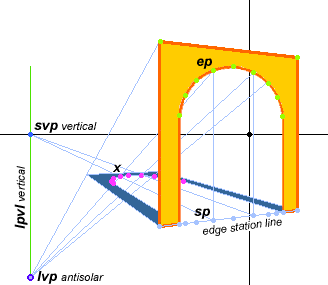 ep
svp vertical
x
lpvl vertical
sp
edge station line
lvp antisolar